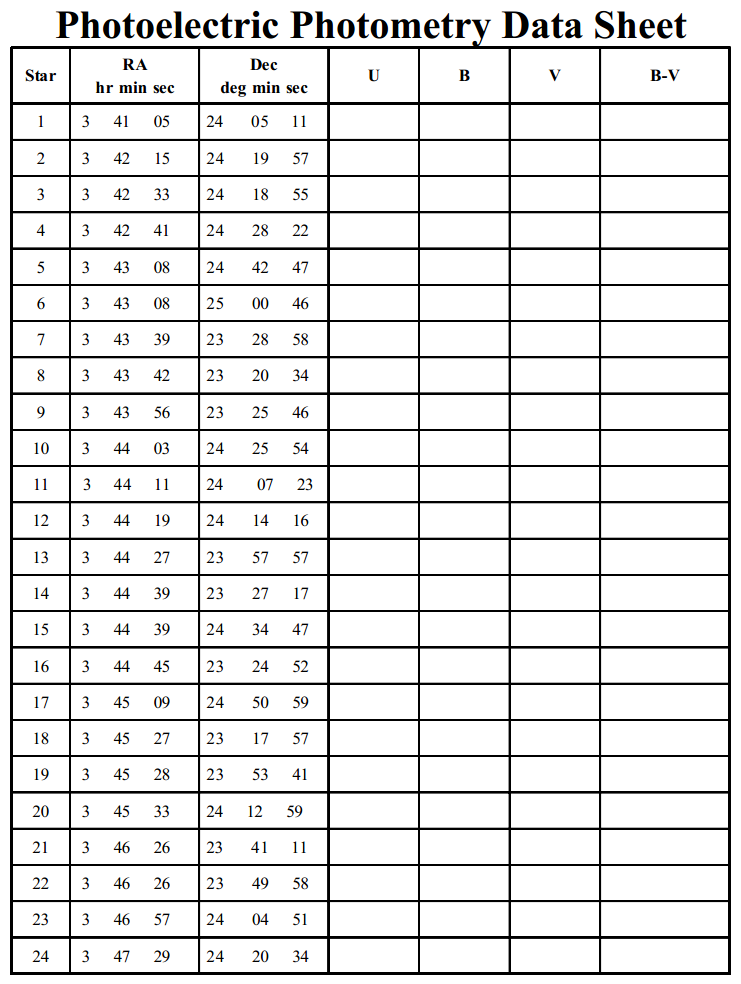 Photoelectric Photometry Data Sheet
Star RA hr min sec Dec deg min sec U B V B-V
1 3 41 05 24 05 11
2 3 42 15 24 19 57
3 3 42 33 24 18 55
4 3 42 41 24 28 22
5 3 43 08 24 42 47
6 3 43 08 25 00 46
7 3 43 39 23 28 58
8 3 43 42 23 20 34
9 3 43 56 23 25 46
10 3 44 03 24 25 54
11 3 44 11 24 07 23
12 3 44 19 24 14 16
13 3 44 27 23 57 57
14 3 44 39 23 27 17
15 3 44 39 24 34 47
16 3 44 45 23 24 52
17 3 45 09 24 50 59
18 3 45 27 23 17 57
19 3 45 28 23 53 41
20 3 45 33 24 12 59
21 3 46 26 23 41 11
22 3 46 26 23 49 58
23 3 46 57 24 04 51
24 3 47 29 24 20 34